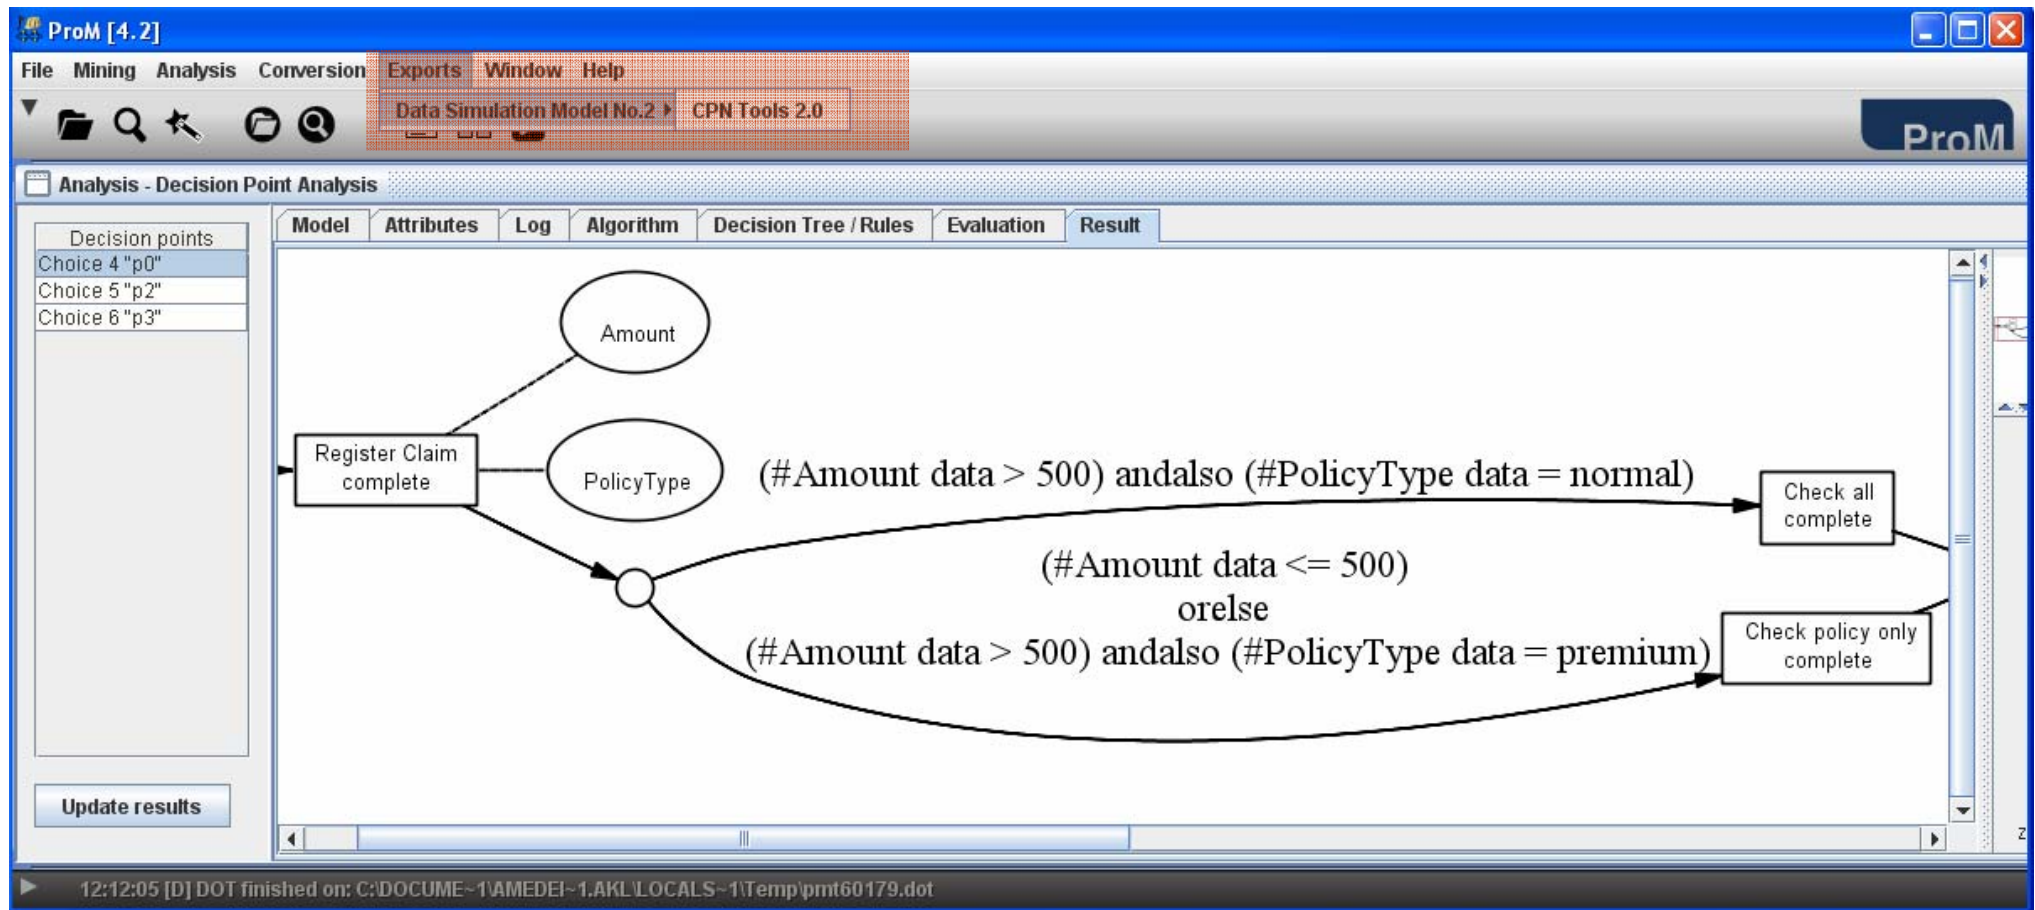 ProM [4.2]
File Mining Analysis Conversion Exports Window Help
Data Simulation Model No.2 CPN Tools 2.0
ProM
Analysis - Decision Point Analysis
Model Attributes Log Algorithm Decision Tree / Rules Evaluation Result
Decision points
Choice 4 "p0"
Choice 5 "p2"
Choice 6 "p3"
Update results
Amount
Register Claim
complete
PolicyType
(#Amount data > 500) andalso (#PolicyType data = normal)
Check all
complete
(#Amount data <= 500)
orelse
(#Amount data > 500) andalso (#PolicyType data = premium)
Check policy only
complete
12:12:05 [D] DOT finished on: C:\DOCUME~1\AMEDEI~1.AKL\LOCALS~1\Temp\pmt60179.dot